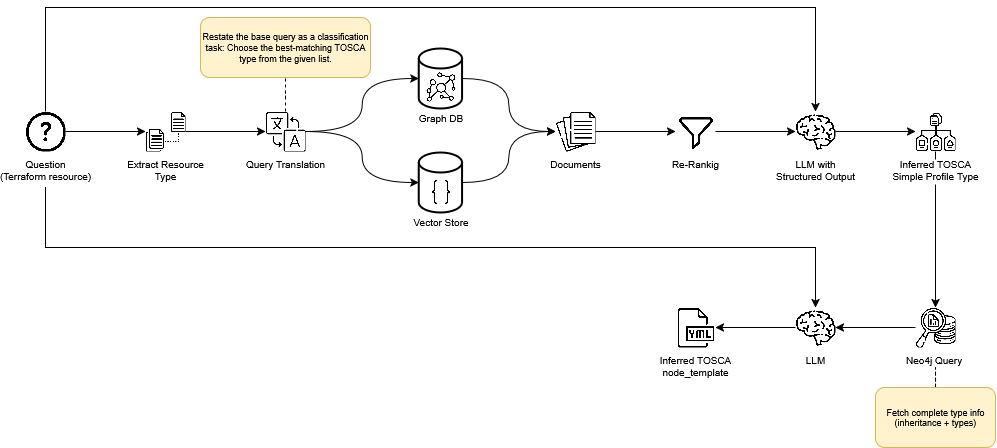 Restate the base query as a classification
task: Choose the best-matching TOSCA
type from the given list.
?
Question
(Terraform resource)
Extract Resource
Type
文
A
Query Translation
Graph DB
{ }
Vector Store
Documents
Re-Rankig
LLM with
Structured Output
Inferred TOSCA
Simple Profile Type
YML
Inferred TOSCA
node_template
LLM
Neo4j Query
Fetch complete type info
(inheritance + types)